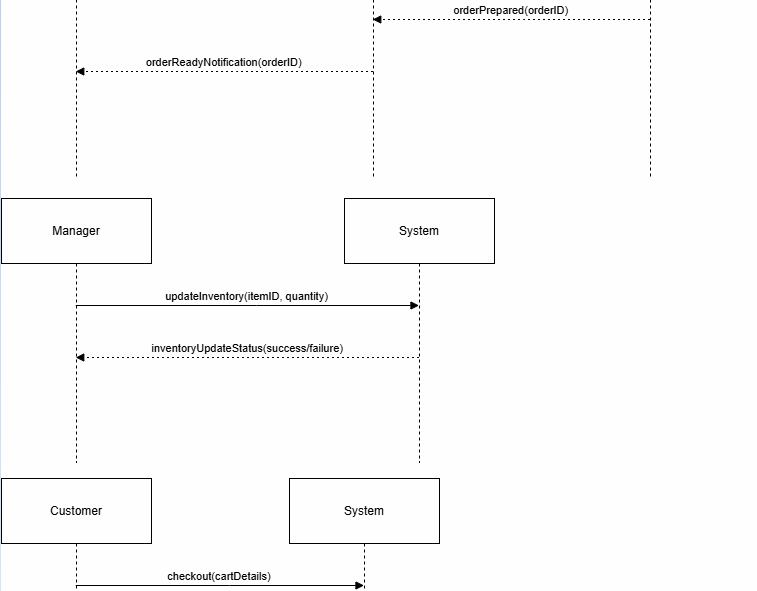 orderPrepared(orderID)
orderReadyNotification(orderID)
Manager
System
updateInventory(itemID, quantity)
inventoryUpdateStatus(success/failure)
Customer
System
checkout(cartDetails)